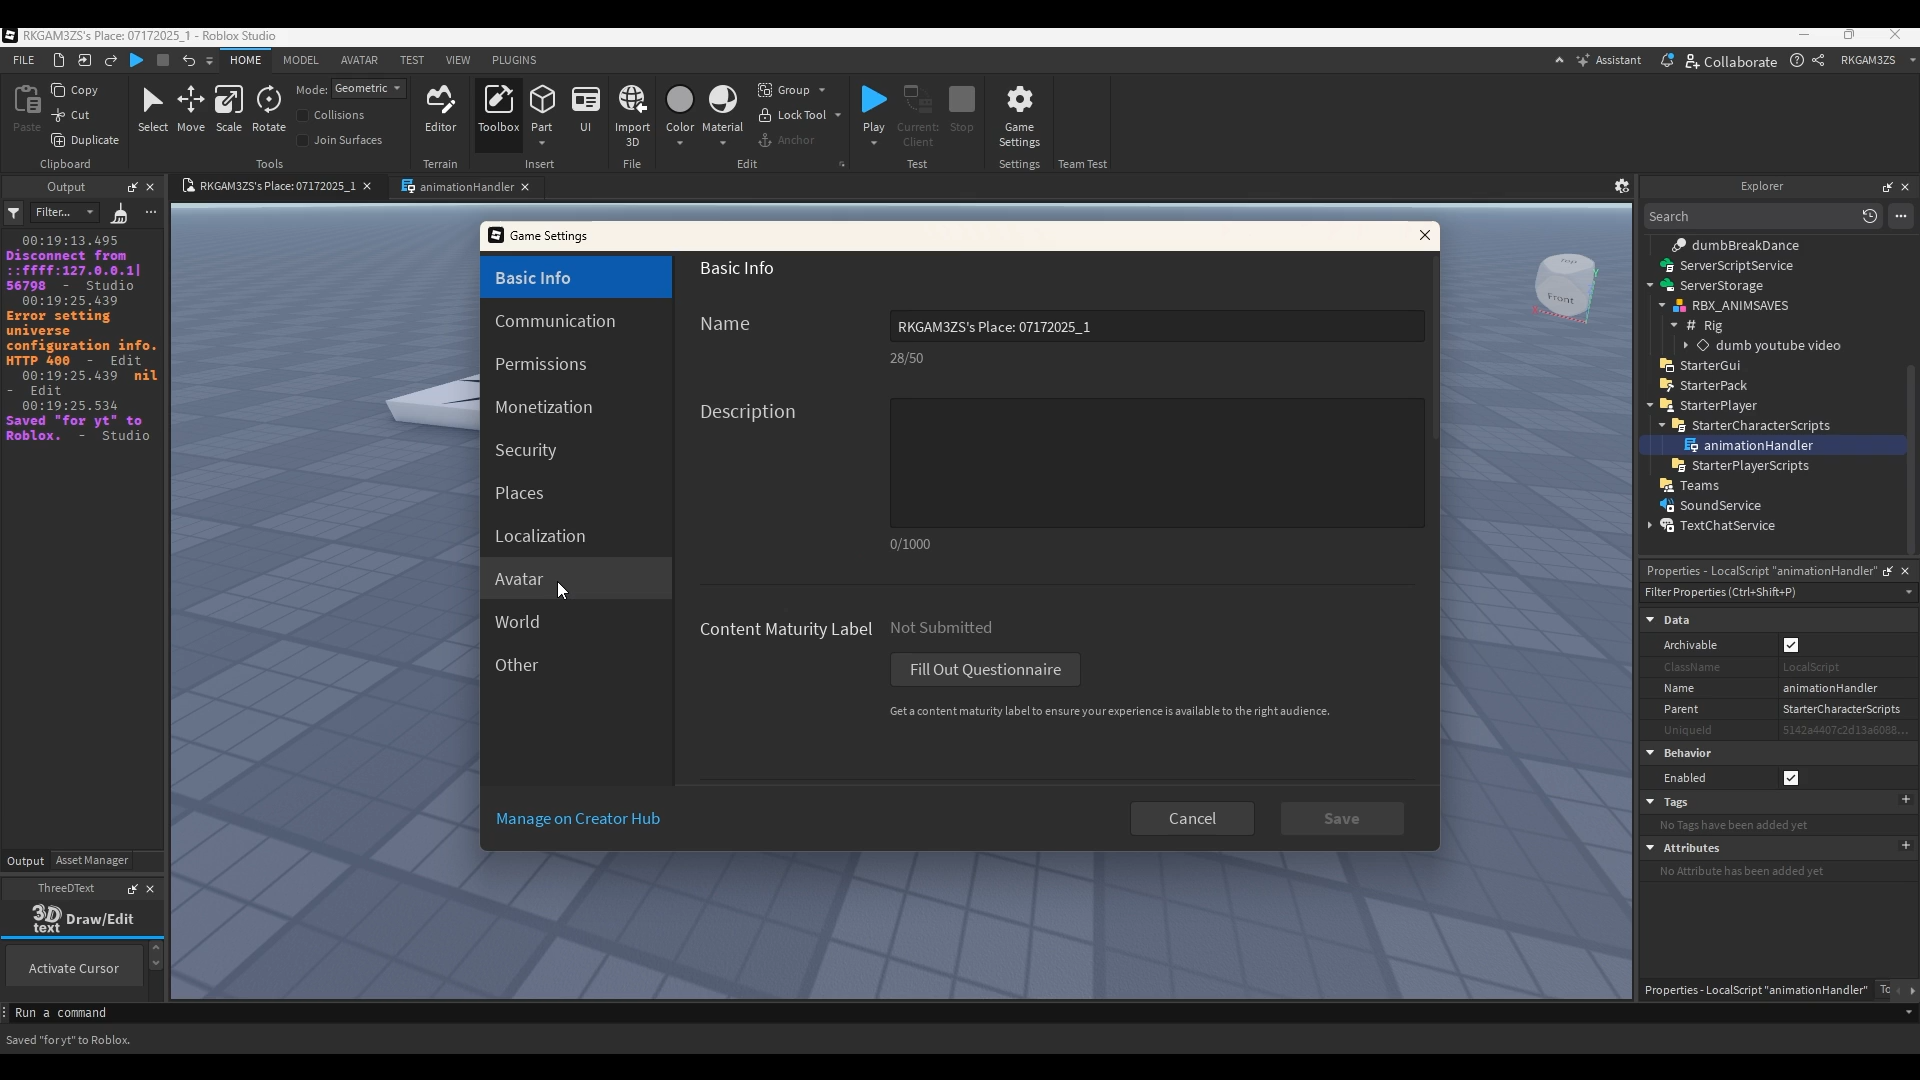 RKGAM3ZS's Place: 07172025_1 - Roblox Studio
FILE
HOME
MODEL
AVATAR
TEST
VIEW
PLUGINS
Assistant
Collaborate
RKGAM3ZS
Paste
Copy
Cut
Duplicate
Clipboard
Select
Move
Scale
Rotate
Mode: Geometric
Collisions
Join Surfaces
Tools
Editor
Terrain
Toolbox
Part
UI
Insert
Import
3D
File
Color
Material
Group
Lock Tool
Anchor
Edit
Play
Current:
Client
Stop
Test
Game
Settings
Settings
Team Test
Output
Filter...
00:19:13.495
Disconnect from
::ffff:127.0.0.1|
56798 - Studio
00:19:25.439
Error setting
universe
configuration info.
HTTP 400 - Edit
00:19:25.439 nil
- Edit
00:19:25.534
Saved "for yt" to
Roblox. - Studio
Output
Asset Manager
ThreeDText
3D
text
Draw/Edit
Activate Cursor
RKGAM3ZS's Place: 07172025_1
animationHandler
Front
Game Settings
Basic Info
Communication
Permissions
Monetization
Security
Places
Localization
Avatar
World
Other
Basic Info
Name
RKGAM3ZS's Place: 07172025_1
28/50
Description
0/1000
Content Maturity Label
Not Submitted
Fill Out Questionnaire
Get a content maturity label to ensure your experience is available to the right audience.
Manage on Creator Hub
Cancel
Save
Explorer
Search
dumbBreakDance
ServerScriptService
ServerStorage
RBX_ANIMSAVES
# Rig
dumb youtube video
StarterGui
StarterPack
StarterPlayer
StarterCharacterScripts
animationHandler
StarterPlayerScripts
Teams
SoundService
TextChatService
Properties - LocalScript "animationHandler"
Filter Properties (Ctrl+Shift+P)
Data
Archivable
ClassName LocalScript
Name animationHandler
Parent StarterCharacterScripts
UniqueId 5142a4407c2d13a6088...
Behavior
Enabled
Tags
No Tags have been added yet
Attributes
No Attribute has been added yet
Properties - LocalScript "animationHandler"
Run a command
Saved "for yt" to Roblox.